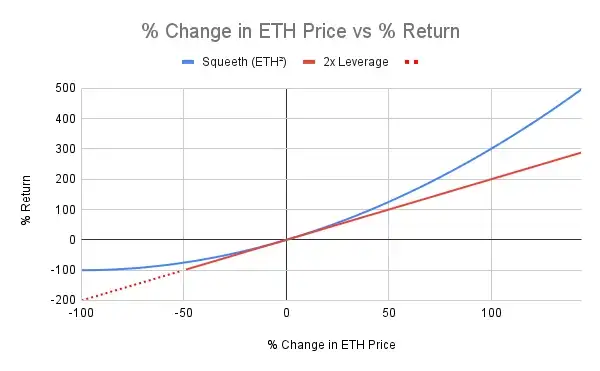 % Change in ETH Price vs % Return
Squeeth (ETH²) 2x Leverage
500
400
300
200
100
0
-100
-200
% Return
-100 -50 0 50 100
% Change in ETH Price